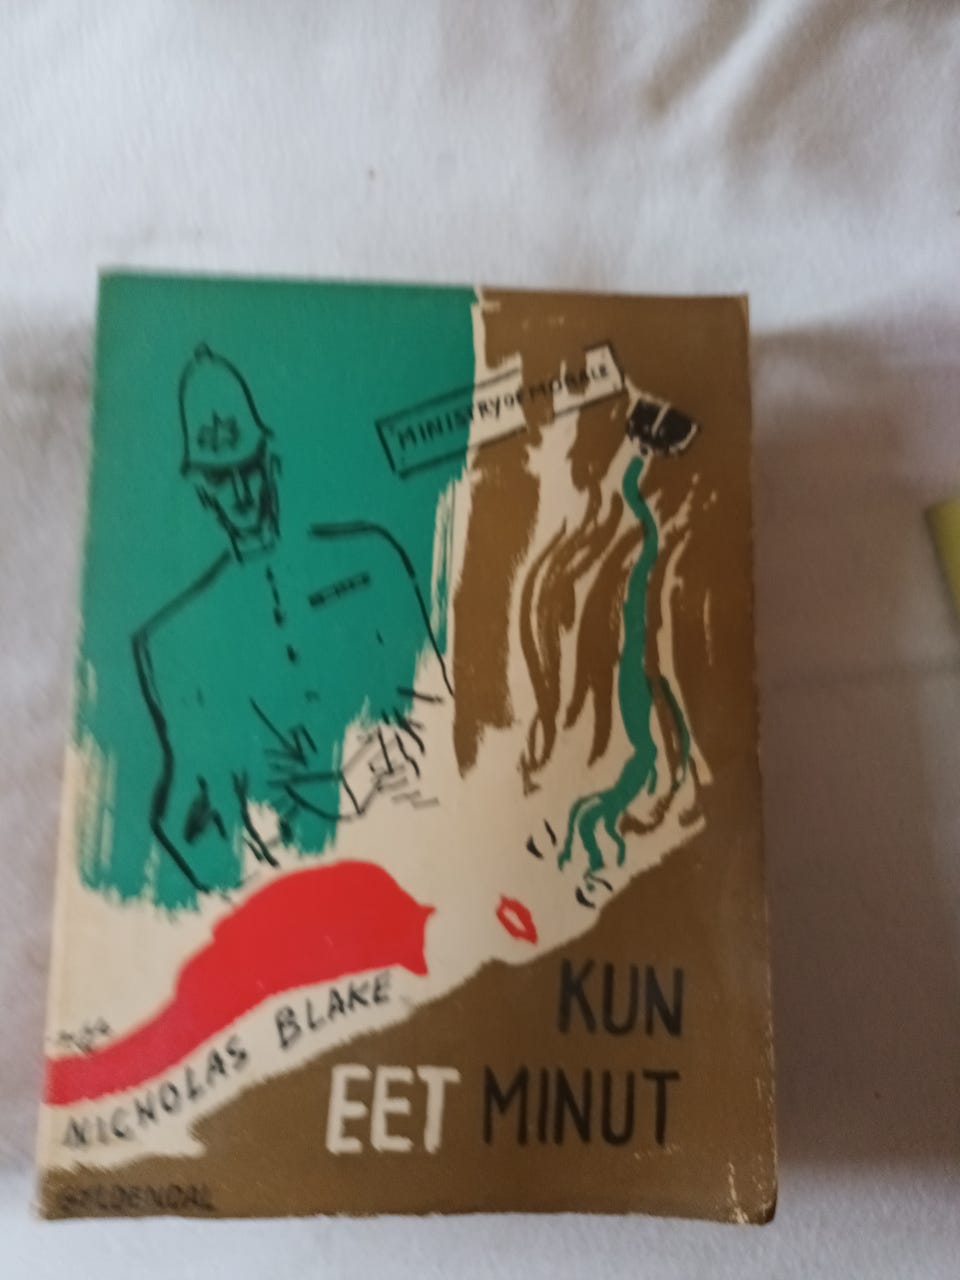 MINISTRY OF MORALE
NICHOLAS BLAKE
KUN
EET MINUT
GYLDENDAL